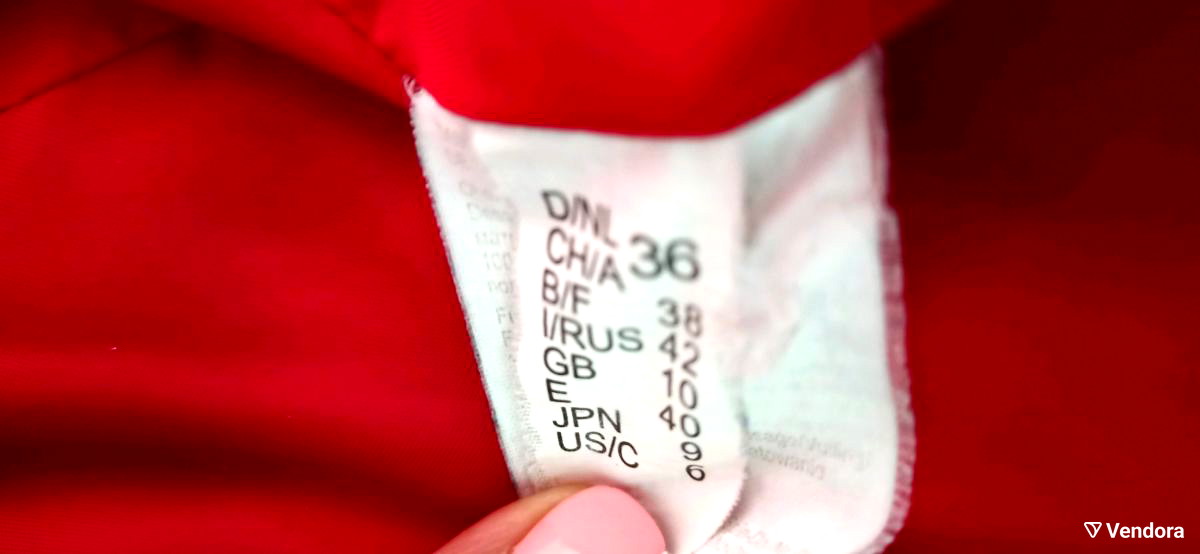 D/NL
CH/A 36
B/F 38
I/RUS 42
GB 10
E 40
JPN 9
US/C 6
Vendora